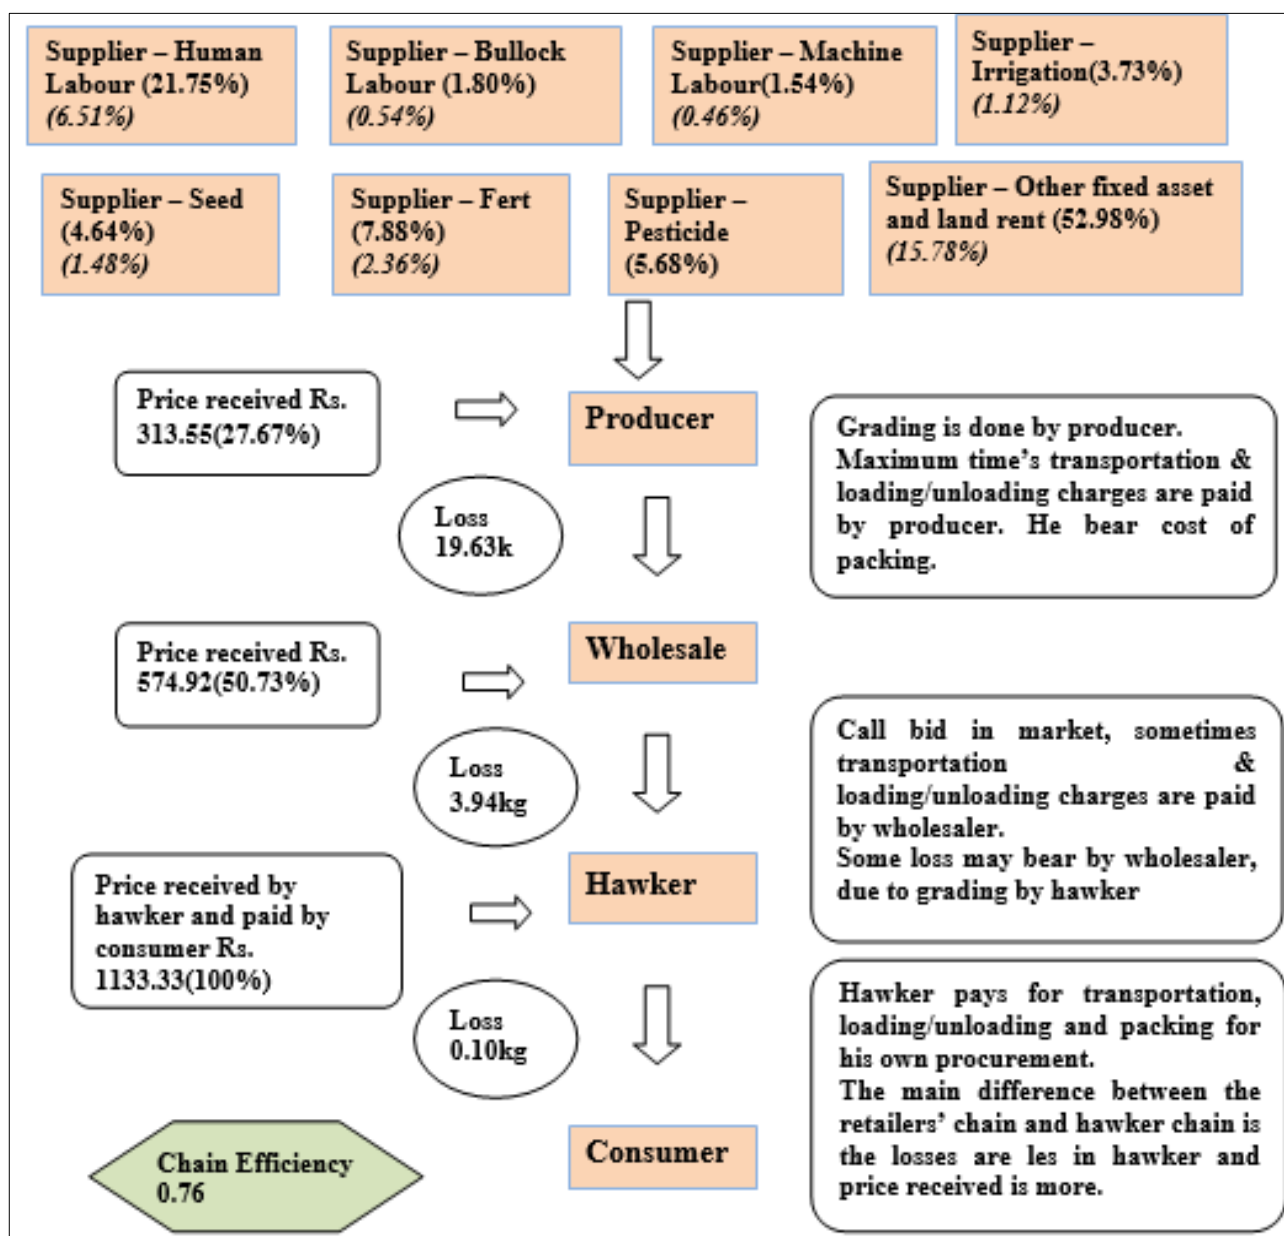 Supplier – Human
Labour (21.75%)
(6.51%)
Supplier – Bullock
Labour (1.80%)
(0.54%)
Supplier – Machine
Labour(1.54%)
(0.46%)
Supplier –
Irrigation(3.73%)
(1.12%)
Supplier – Seed
(4.64%)
(1.48%)
Supplier – Fert
(7.88%)
(2.36%)
Supplier –
Pesticide
(5.68%)
Supplier – Other fixed asset
and land rent (52.98%)
(15.78%)
Price received Rs.
313.55(27.67%)
Producer
Grading is done by producer.
Maximum time’s transportation &
loading/unloading charges are paid
by producer. He bear cost of
packing.
Loss
19.63k
Price received Rs.
574.92(50.73%)
Wholesale
Loss
3.94kg
Call bid in market, sometimes
transportation &
loading/unloading charges are paid
by wholesaler.
Some loss may bear by wholesaler,
due to grading by hawker
Price received by
hawker and paid by
consumer Rs.
1133.33(100%)
Hawker
Loss
0.10kg
Hawker pays for transportation,
loading/unloading and packing for
his own procurement.
The main difference between the
retailers’ chain and hawker chain is
the losses are les in hawker and
price received is more.
Chain Efficiency
0.76
Consumer